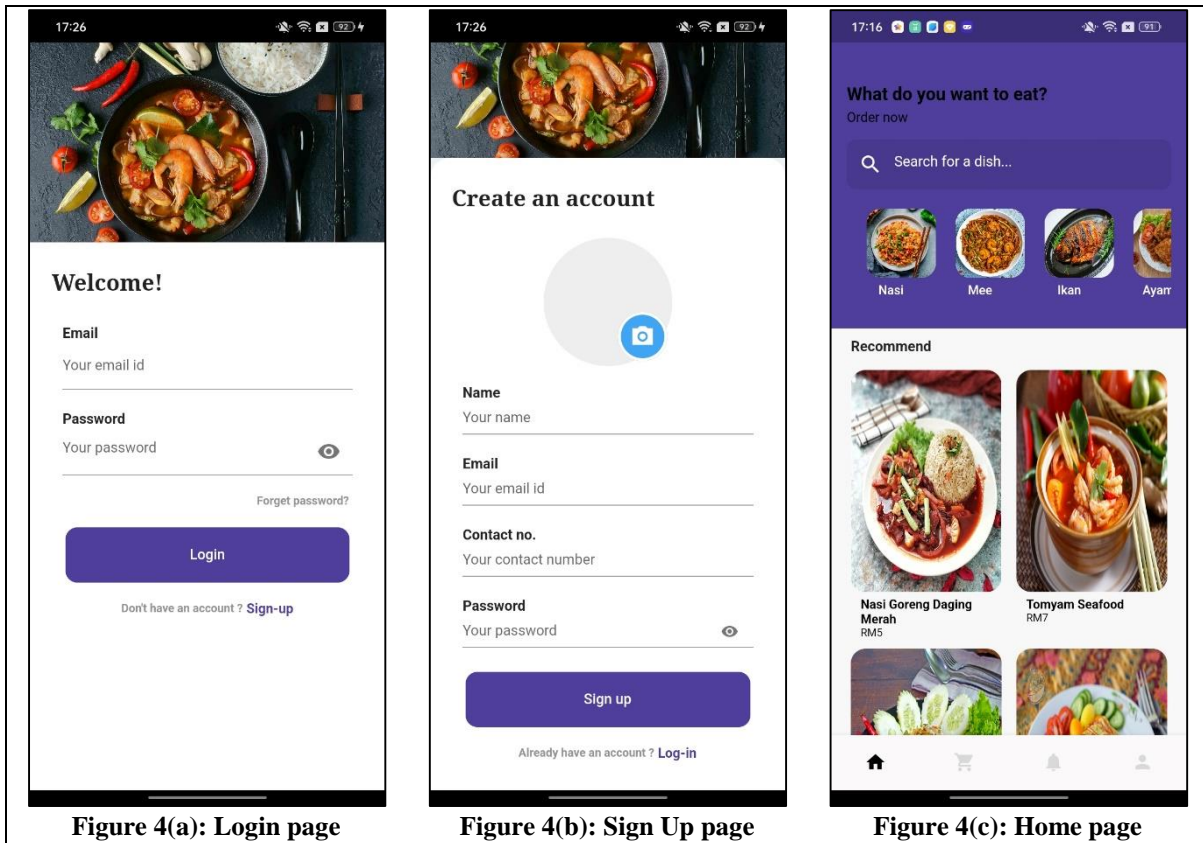 17:26
92
Welcome!
Email
Your email id
Password
Your password
Forget password?
Login
Don't have an account ? Sign-up
Figure 4(a): Login page
17:26
92
Create an account
Name
Your name
Email
Your email id
Contact no.
Your contact number
Password
Your password
Sign up
Already have an account ? Log-in
Figure 4(b): Sign Up page
17:16
91
What do you want to eat?
Order now
Search for a dish...
Nasi Mee Ikan Ayam
Recommend
Nasi Goreng Daging
Merah
RM5
Tomyam Seafood
RM7
Figure 4(c): Home page